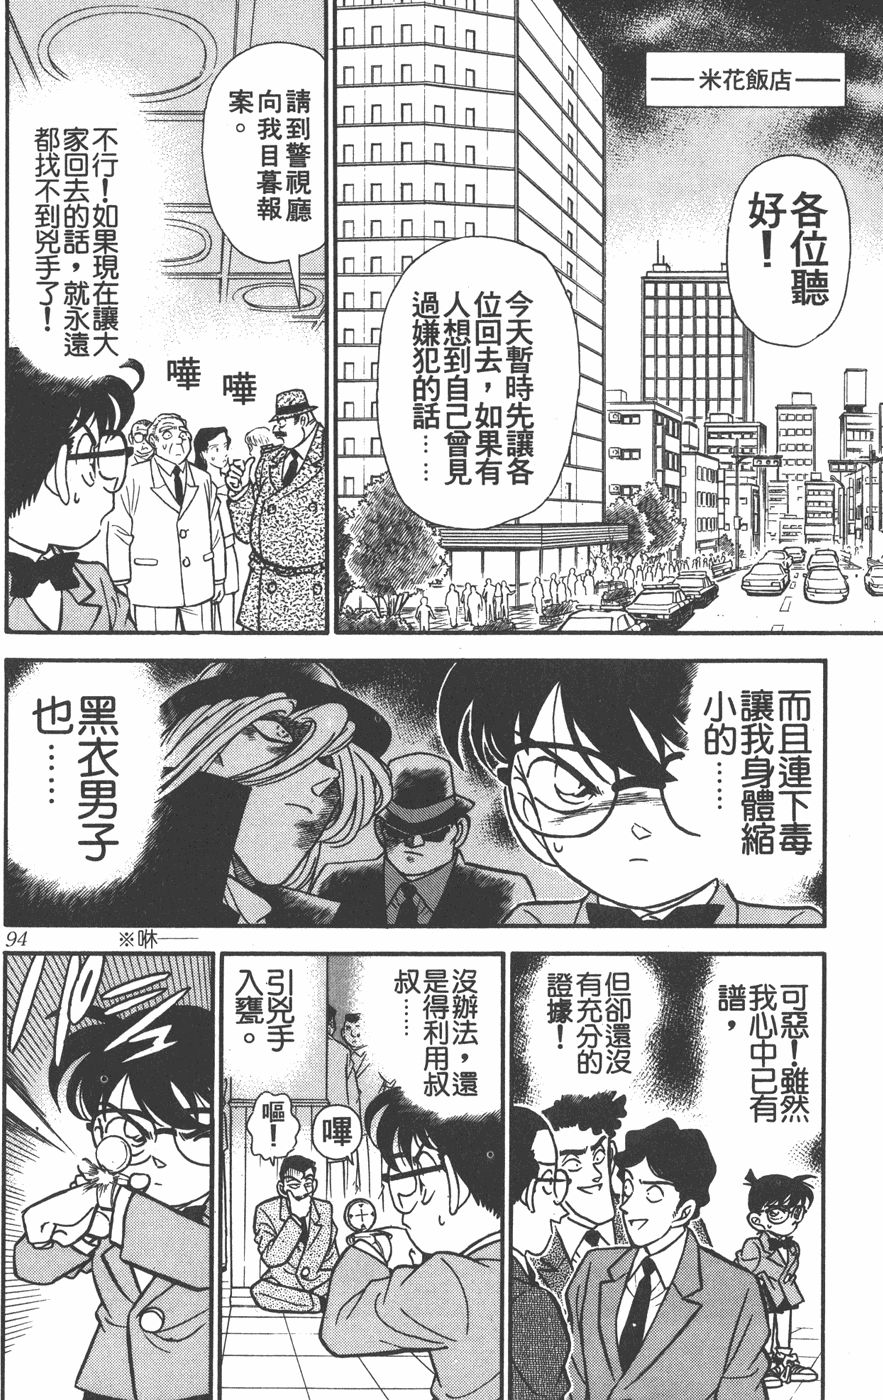 米花飯店
各位聽
好！
今天暫時先讓各
位回去，如果有
人想到自己曾見
過嫌犯的話……
請到警視廳
向我目暮報
案。
嘩
嘩
不行！如果現在讓大
家回去的話，就永遠
都找不到兇手了！
而且連下毒
讓我身體縮
小的……
黑衣男子
也……
94
※咻——
可惡！雖然
我心中已有
譜，
但卻還沒
有充分的
證據！
沒辦法，還
是得利用叔
叔……
引兇手
入甕。
嗶
嘔！